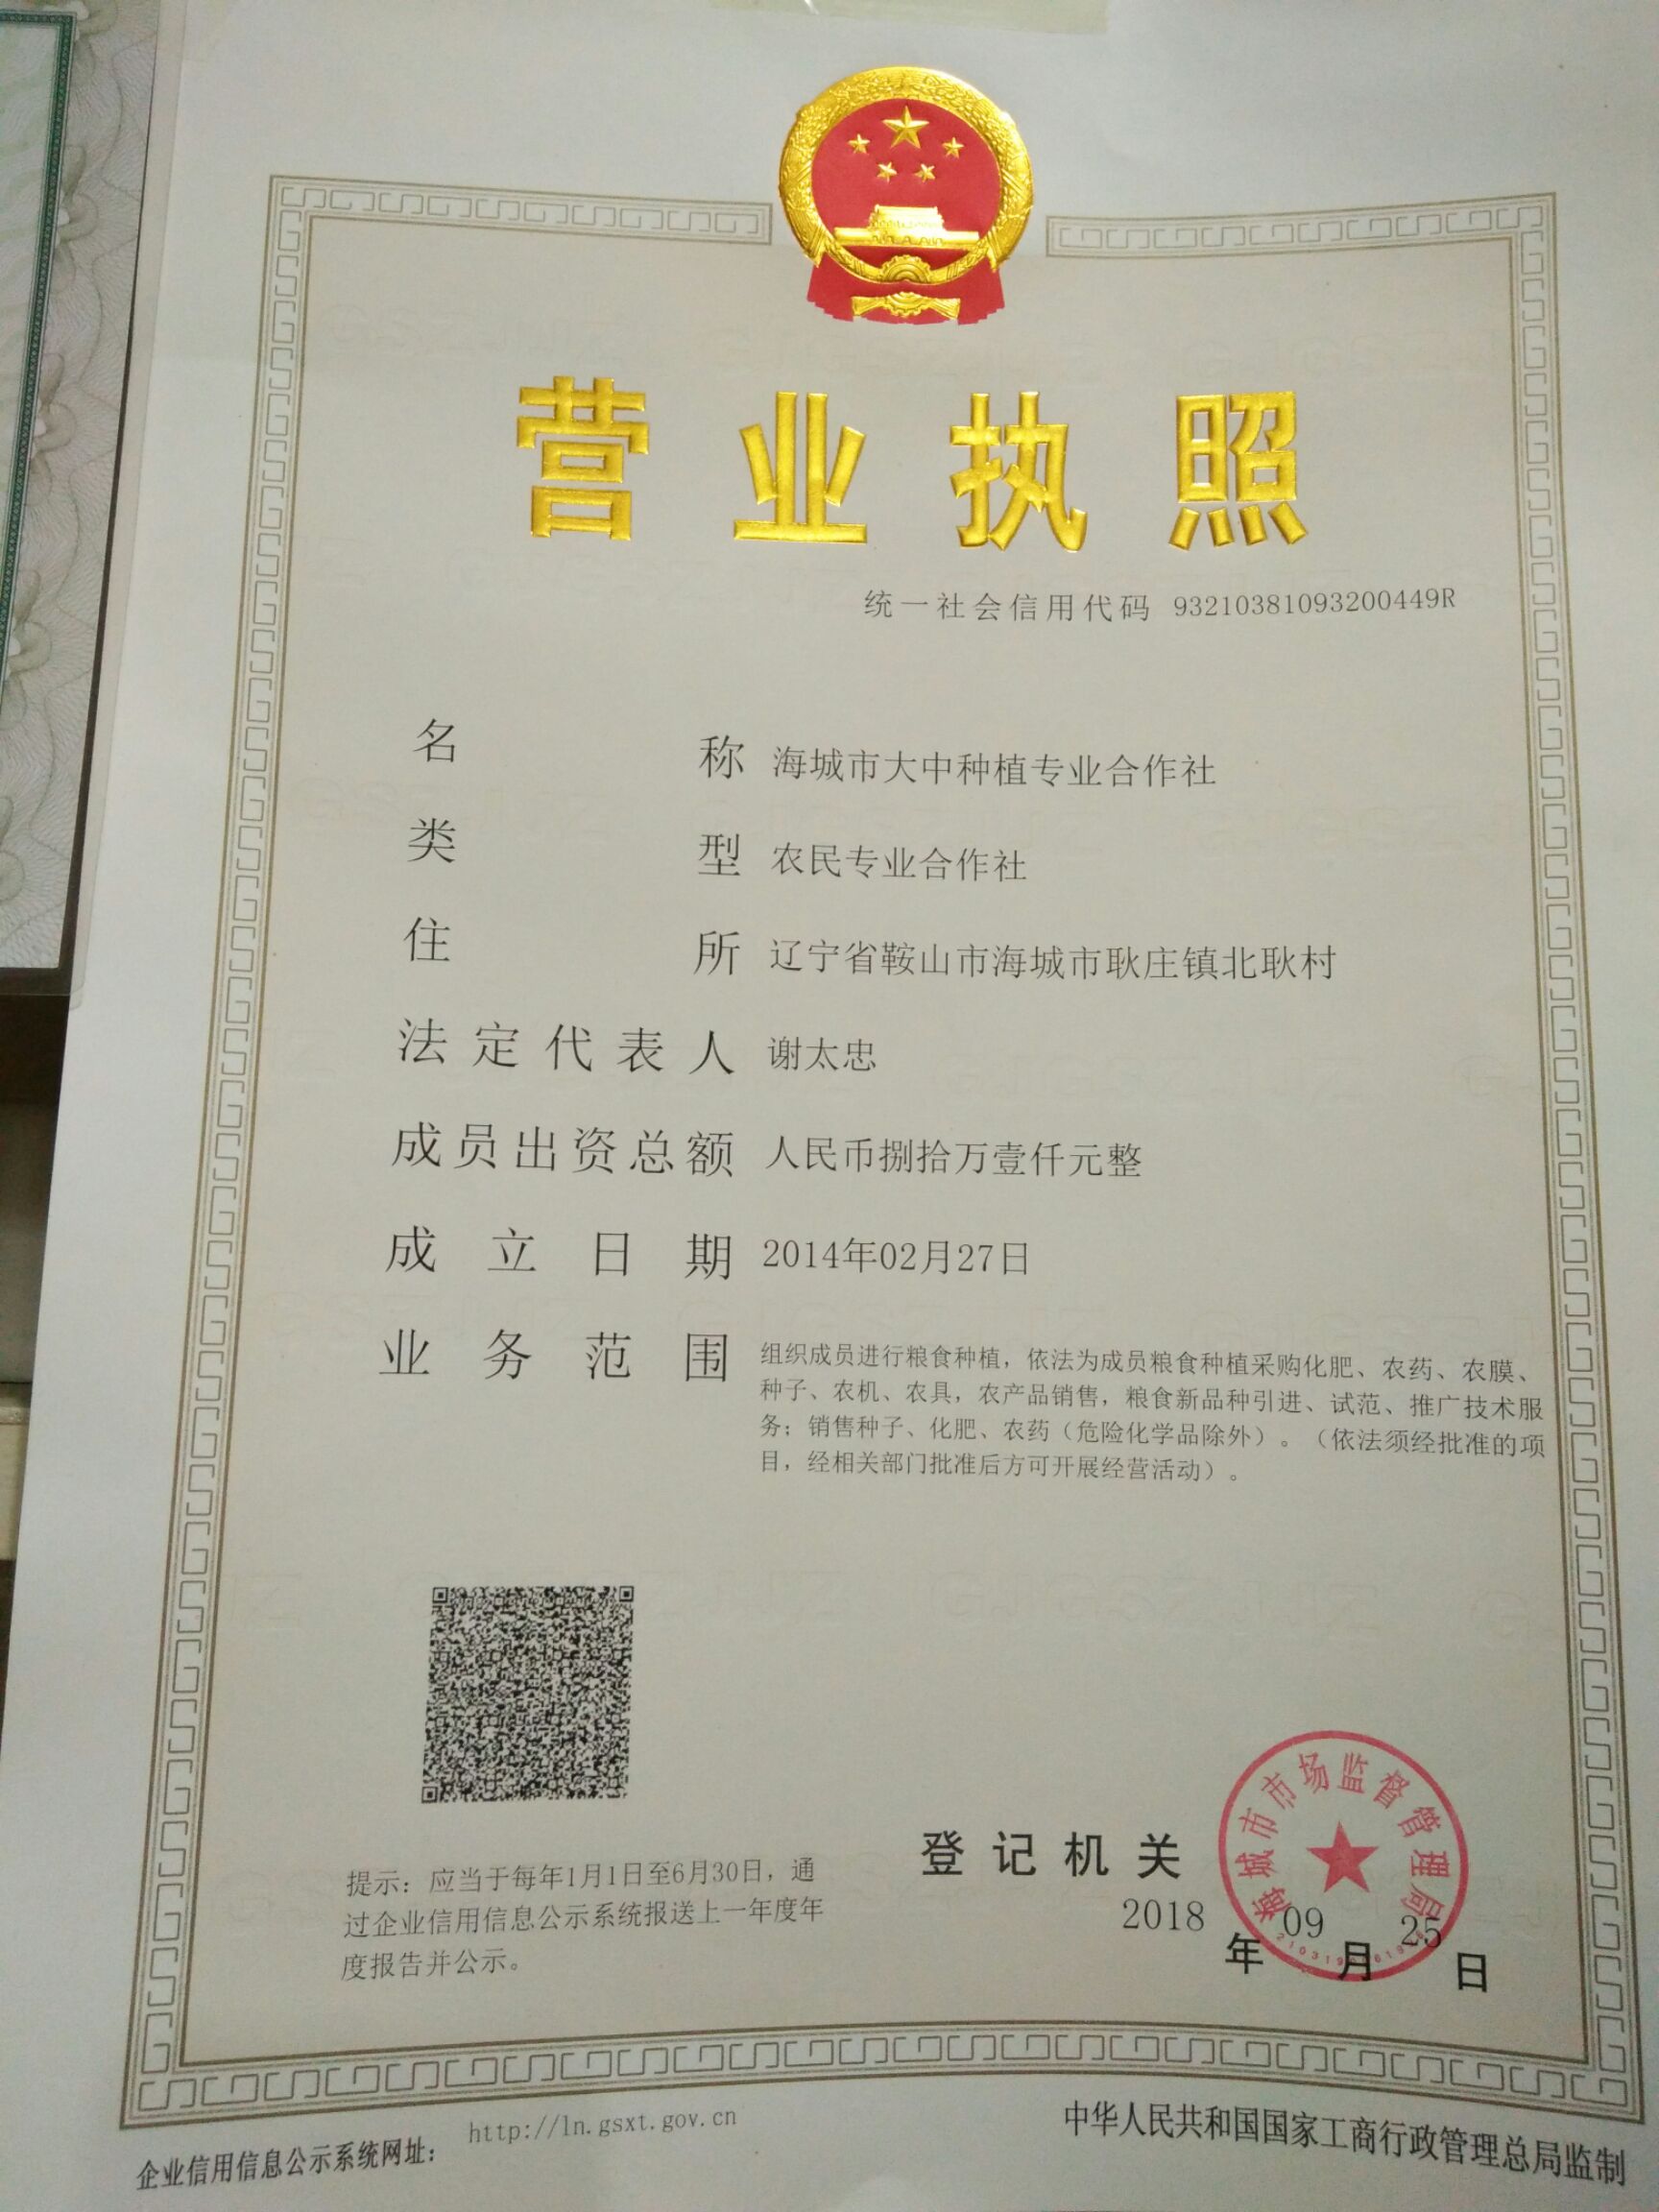 营业执照
统一社会信用代码 93210381093200449R
名称 海城市大中种植专业合作社
类型 农民专业合作社
住所 辽宁省鞍山市海城市耿庄镇北耿村
法定代表人 谢太忠
成员出资总额 人民币捌拾万壹仟元整
成立日期 2014年02月27日
业务范围 组织成员进行粮食种植，依法为成员粮食种植采购化肥、农药、农膜、
种子、农机、农具，农产品销售，粮食新品种引进、试范、推广技术服
务；销售种子、化肥、农药（危险化学品除外）。（依法须经批准的项
目，经相关部门批准后方可开展经营活动）。
提示：应当于每年1月1日至6月30日，通
过企业信用信息公示系统报送上一年度年
度报告并公示。
登记机关
海城市市场监督管理局
2018年09月25日
企业信用信息公示系统网址： http://ln.gsxt.gov.cn
中华人民共和国国家工商行政管理总局监制